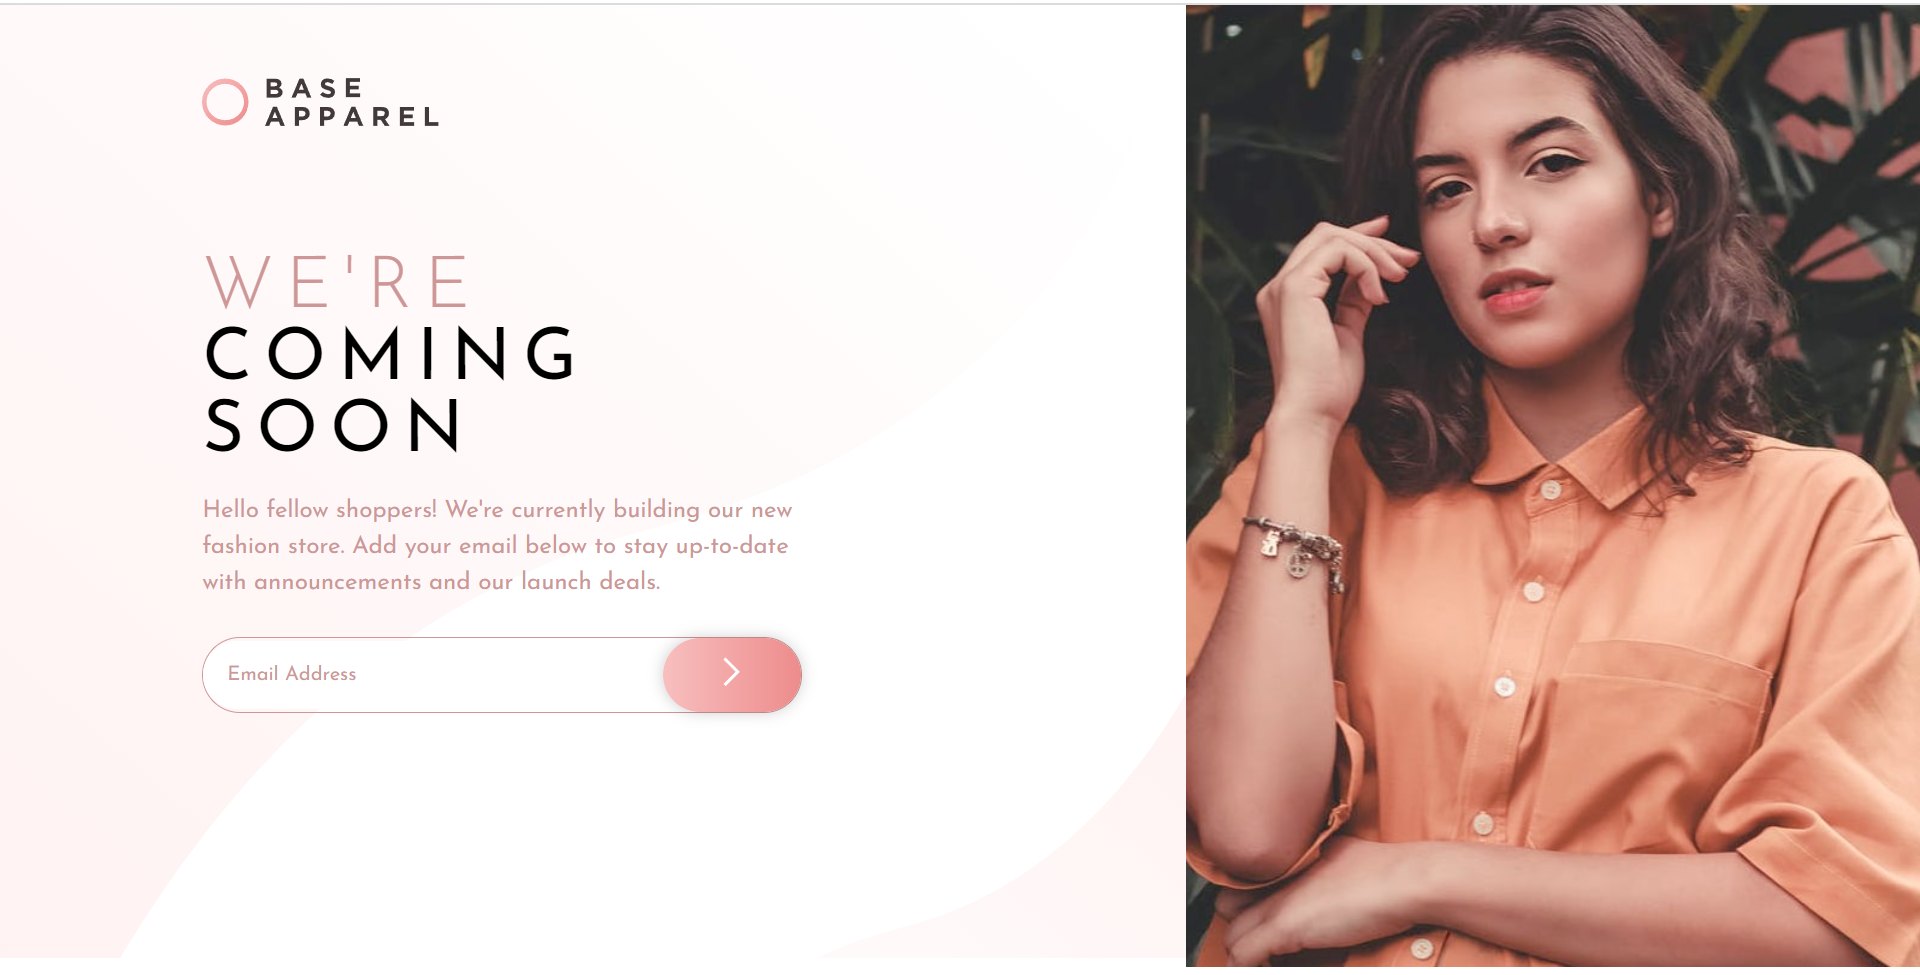 BASE
APPAREL
WE'RE
COMING
SOON
Hello fellow shoppers! We're currently building our new
fashion store. Add your email below to stay up-to-date
with announcements and our launch deals.
Email Address